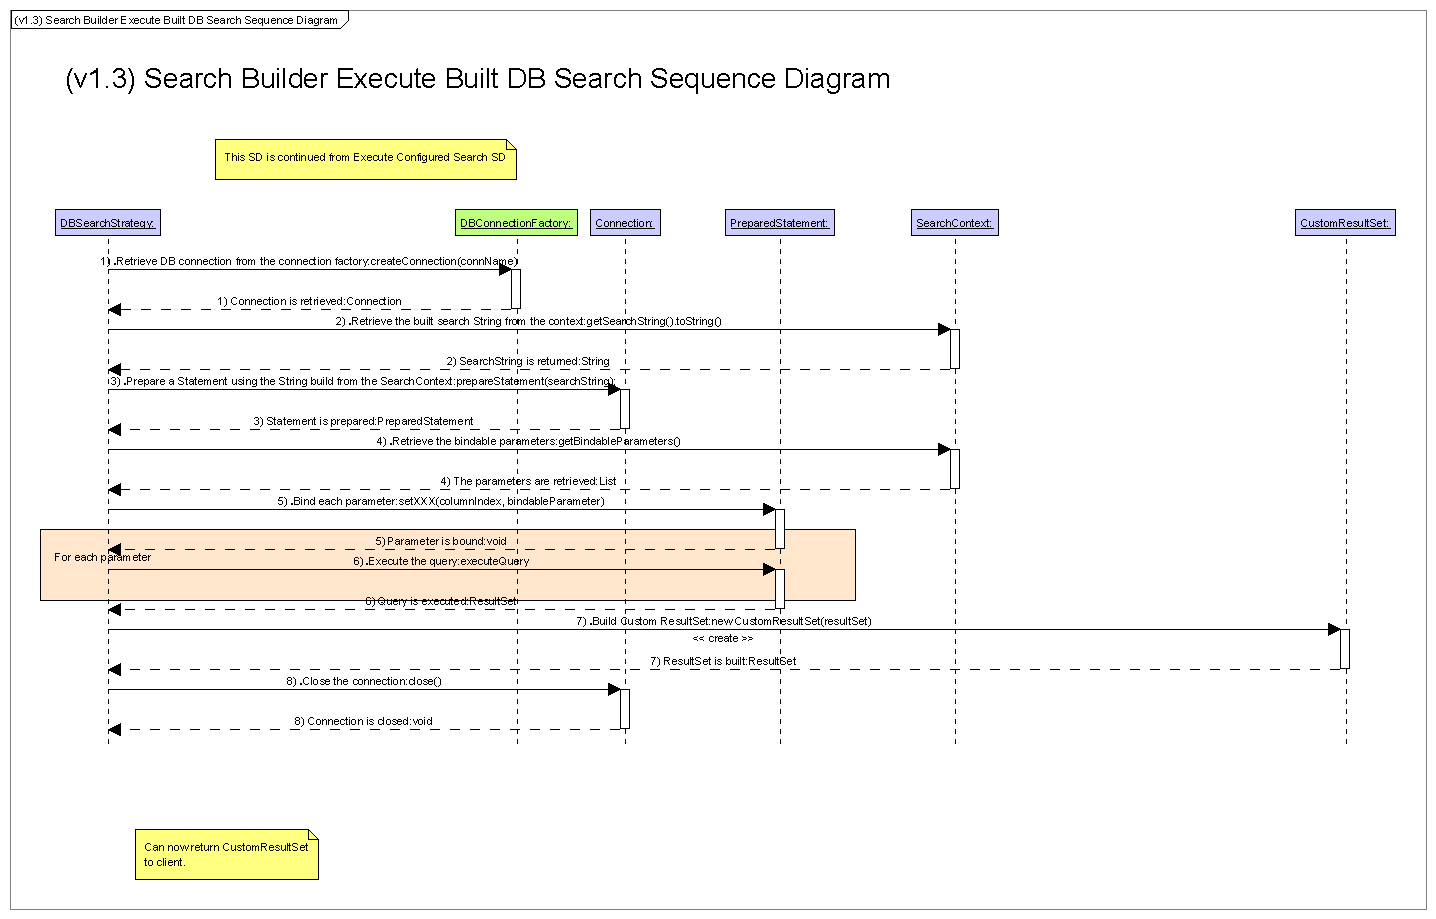 (v1.3) Search Builder Execute Built DB Search Sequence Diagram
(v1.3) Search Builder Execute Built DB Search Sequence Diagram
This SD is continued from Execute Configured Search SD
DBSearchStrategy:
DBConnectionFactory:
Connection:
PreparedStatement:
SearchContext:
CustomResultSet:
1) .Retrieve DB connection from the connection factory:createConnection(connName)
1) Connection is retrieved:Connection
2) .Retrieve the built search String from the context:getSearchString().toString()
2) SearchString is returned:String
3) .Prepare a Statement using the String build from the SearchContext:prepareStatement(searchString)
3) Statement is prepared:PreparedStatement
4) .Retrieve the bindable parameters:getBindableParameters()
4) The parameters are retrieved:List
5) .Bind each parameter:setXXX(columnIndex, bindableParameter)
5) Parameter is bound:void
For each parameter
6) .Execute the query:executeQuery
6) Query is executed:ResultSet
7) .Build Custom ResultSet:new CustomResultSet(resultSet)
<< create >>
7) ResultSet is built:ResultSet
8) .Close the connection:close()
8) Connection is closed:void
Can now return CustomResultSet
to client.